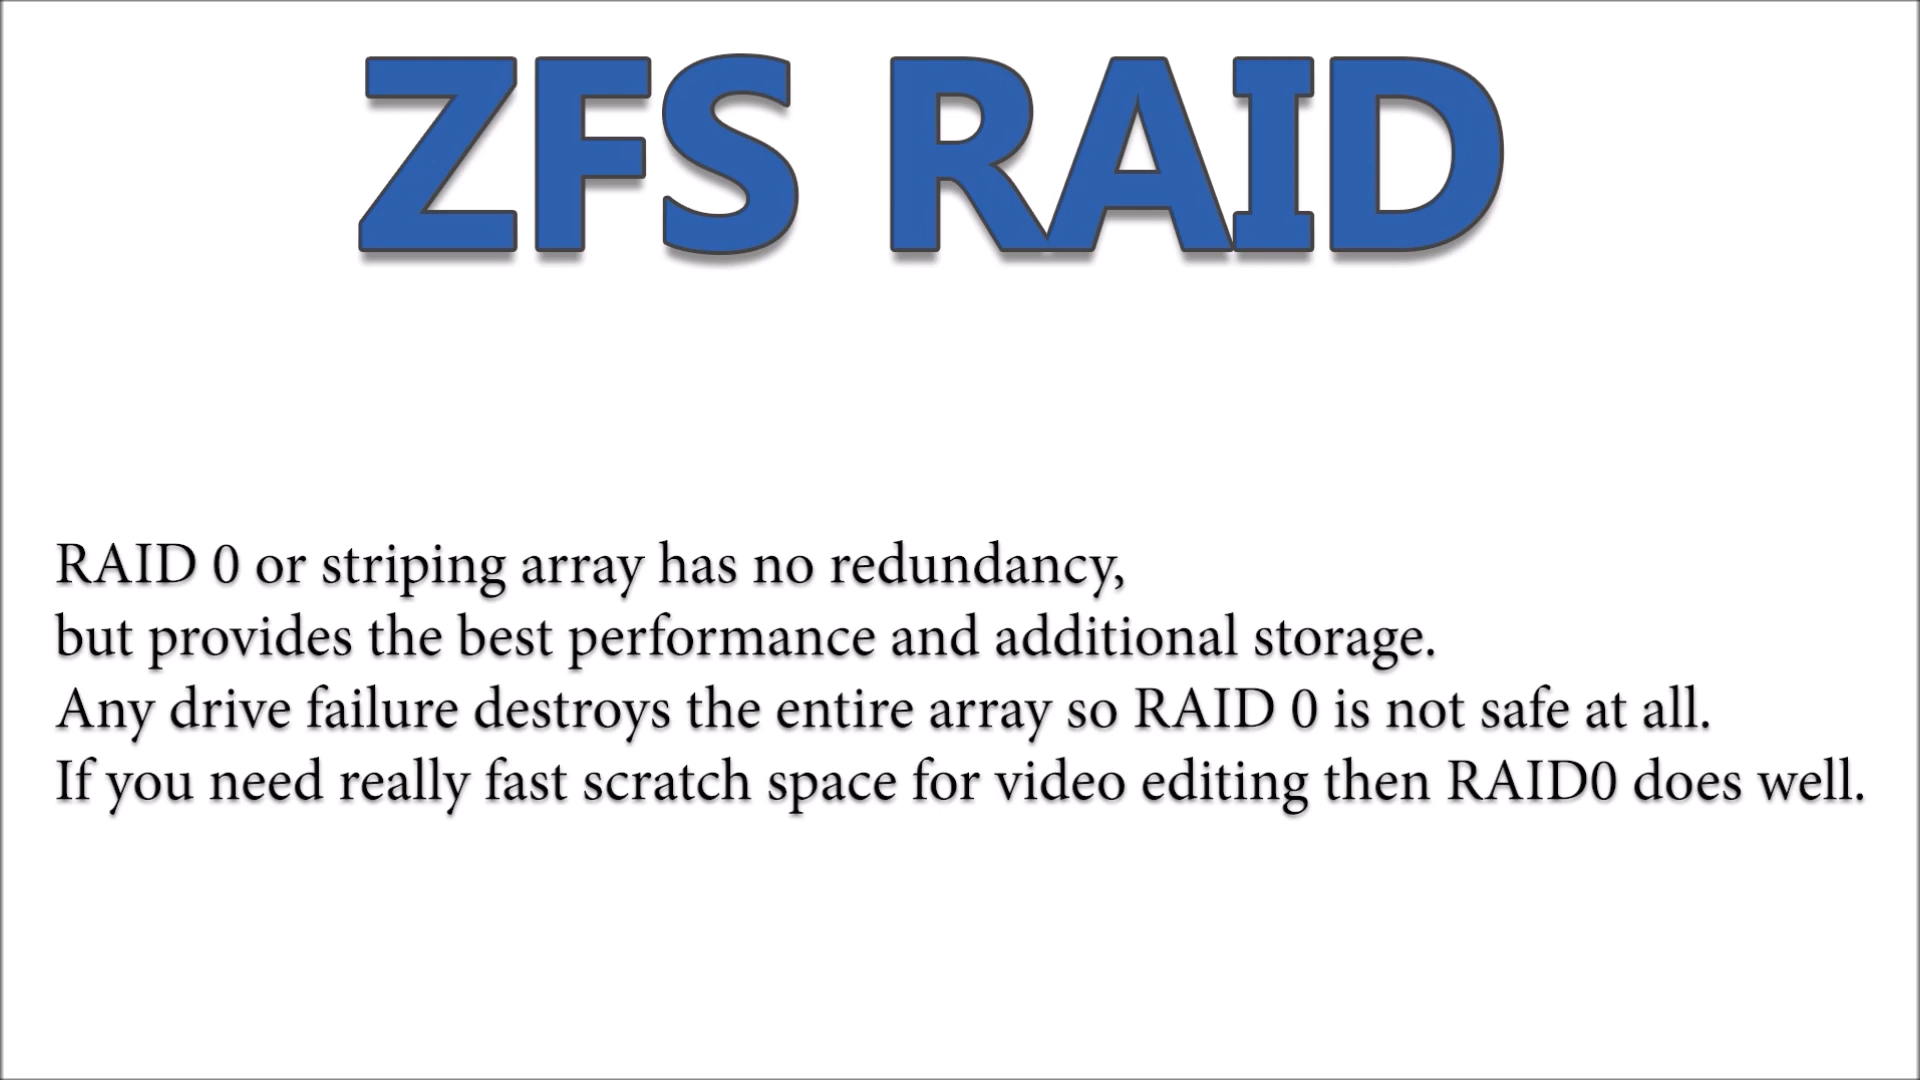 ZFS RAID
RAID 0 or striping array has no redundancy,
but provides the best performance and additional storage.
Any drive failure destroys the entire array so RAID 0 is not safe at all.
If you need really fast scratch space for video editing then RAID0 does well.